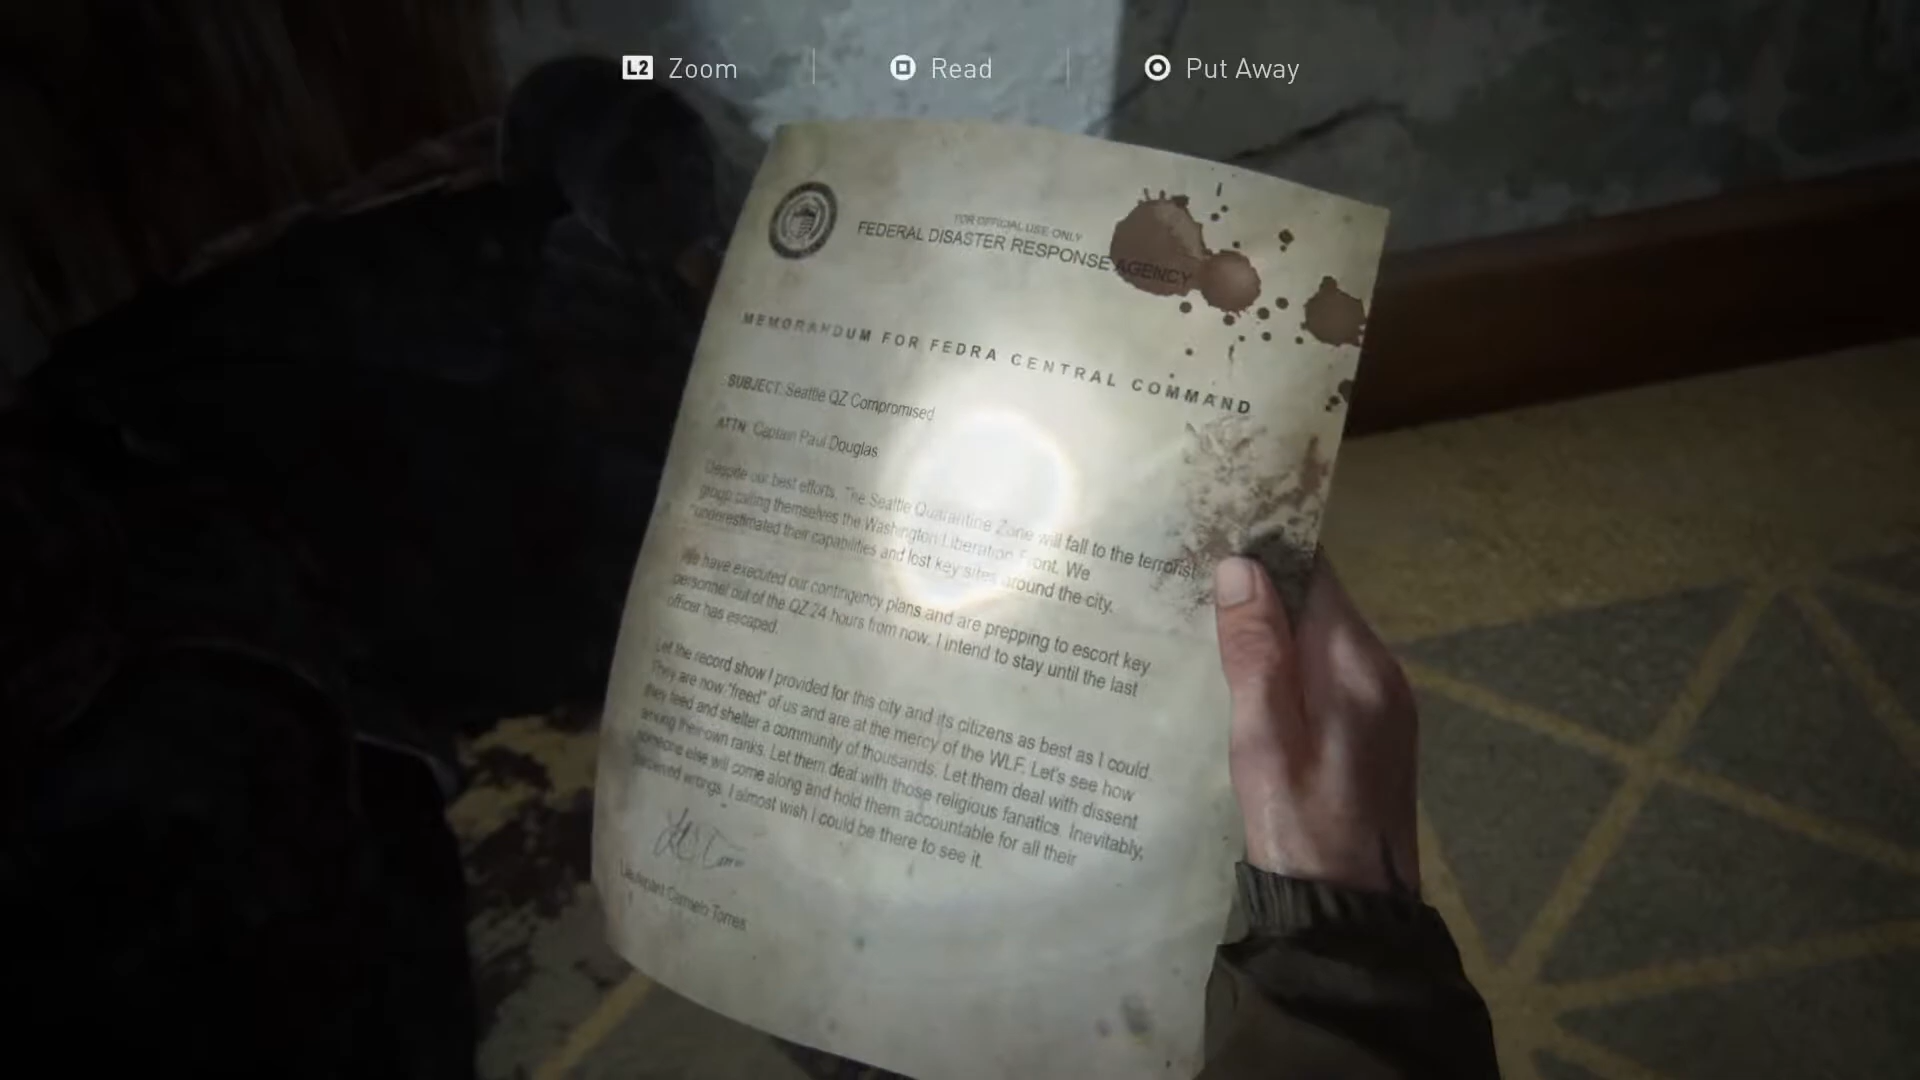 L2 Zoom Read Put Away
FOR OFFICIAL USE ONLY
FEDERAL DISASTER RESPONSE AGENCY
MEMORANDUM FOR FEDRA CENTRAL COMMAND
SUBJECT: Seattle QZ Compromised
ATTN: Captain Paul Douglas
Despite our best efforts, The Seattle Quarantine Zone will fall to the terrorist
group calling themselves the Washington Liberation Front. We
underestimated their capabilities and lost key sites around the city.
We have executed our contingency plans and are prepping to escort key
personnel out of the QZ 24 hours from now. I intend to stay until the last
officer has escaped.
Let the record show I provided for this city and its citizens as best as I could.
They are now "freed" of us and are at the mercy of the WLF. Let's see how
they feed and shelter a community of thousands. Let them deal with dissent
among their own ranks. Let them deal with those religious fanatics. Inevitably,
someone else will come along and hold them accountable for all their
perceived wrongs. I almost wish I could be there to see it.
Lieutenant Carmelo Torres